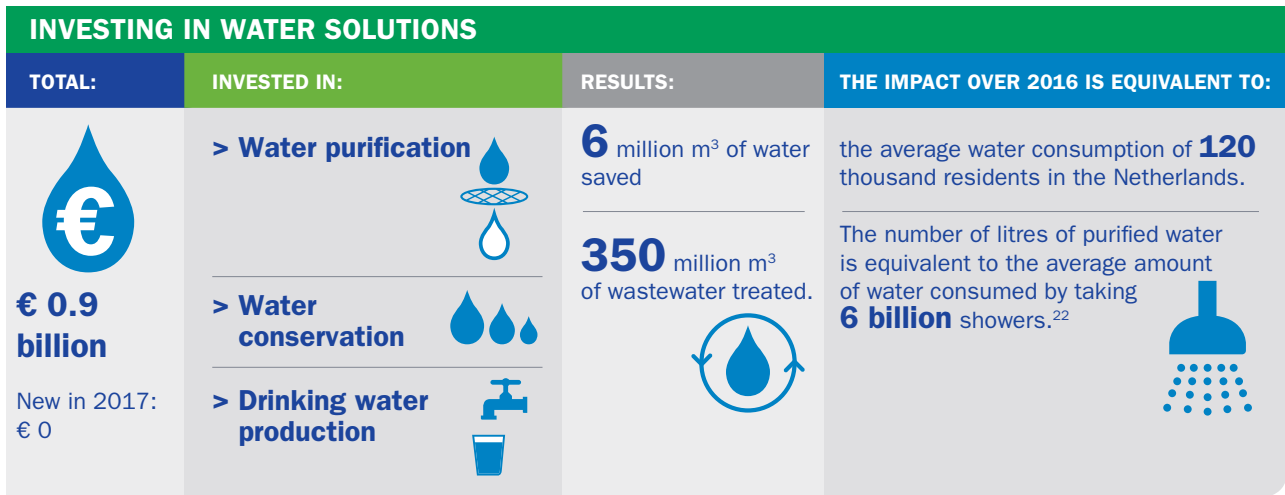 INVESTING IN WATER SOLUTIONS
TOTAL:
INVESTED IN:
RESULTS:
THE IMPACT OVER 2016 IS EQUIVALENT TO:
€
€ 0.9
billion
New in 2017:
€ 0
> Water purification
> Water
conservation
> Drinking water
production
6 million m³ of water
saved
350 million m³
of wastewater treated.
the average water consumption of 120
thousand residents in the Netherlands.
The number of litres of purified water
is equivalent to the average amount
of water consumed by taking
6 billion showers.²²